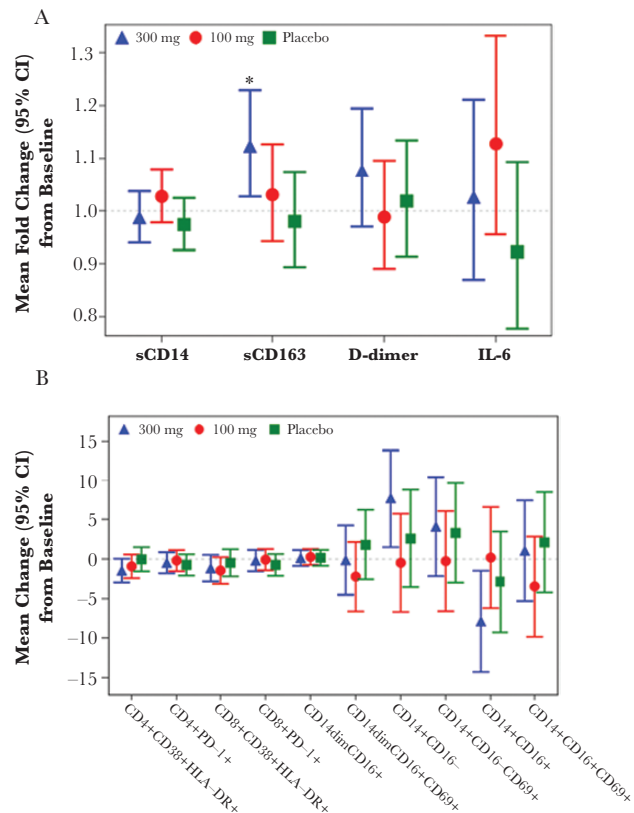 A
300 mg 100 mg Placebo
Mean Fold Change (95% CI)
from Baseline
1.3
1.2
1.1
1.0
0.9
0.8
*
sCD14 sCD163 D-dimer IL-6
B
300 mg 100 mg Placebo
Mean Change (95% CI)
from Baseline
15
10
5
0
–5
–10
–15
CD4+CD38+HLA–DR+
CD4+PD–1+
CD8+CD38+HLA–DR+
CD8+PD–1+
CD14dimCD16+
CD14dimCD16+CD69+
CD14+CD16–
CD14+CD16–CD69+
CD14+CD16+
CD14+CD16+CD69+